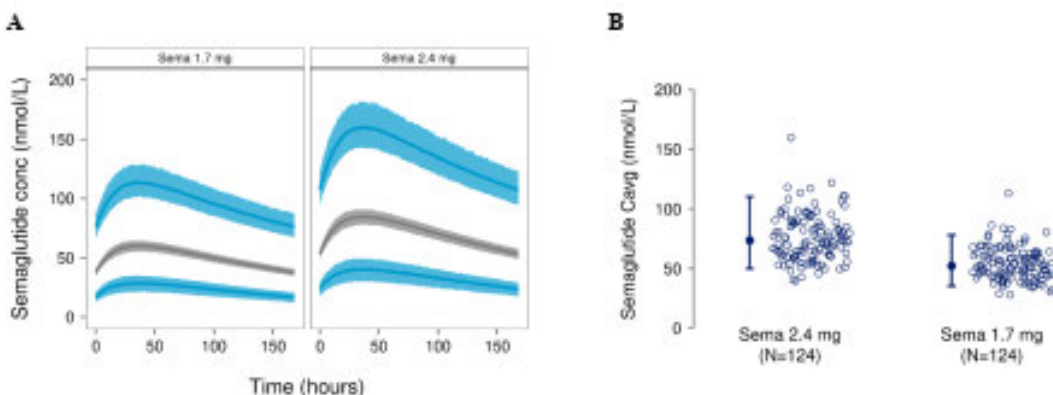 A
Sema 1.7 mg
Sema 2.4 mg
Semaglutide conc (nmol/L)
200
150
100
50
0
0 50 100 150
0 50 100 150
Time (hours)
B
Semaglutide Cavg (nmol/L)
200
150
100
50
0
Sema 2.4 mg
(N=124)
Sema 1.7 mg
(N=124)